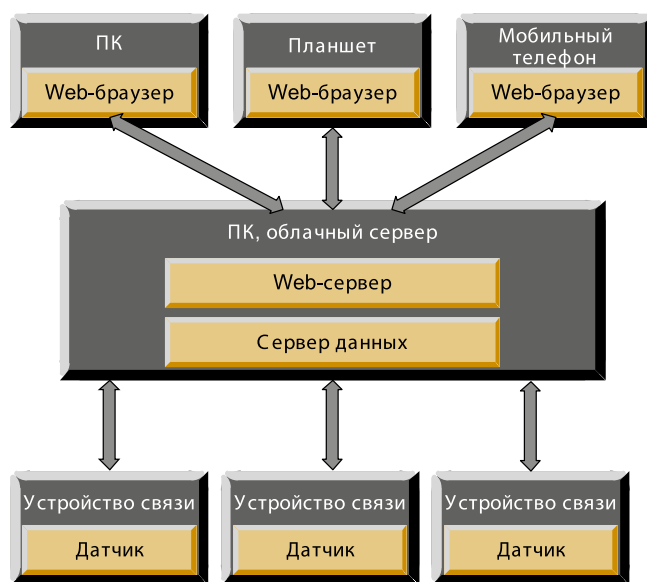 ПК
Web-браузер
Планшет
Web-браузер
Мобильный
телефон
Web-браузер
ПК, облачный сервер
Web-сервер
Сервер данных
Устройство связи
Датчик
Устройство связи
Датчик
Устройство связи
Датчик